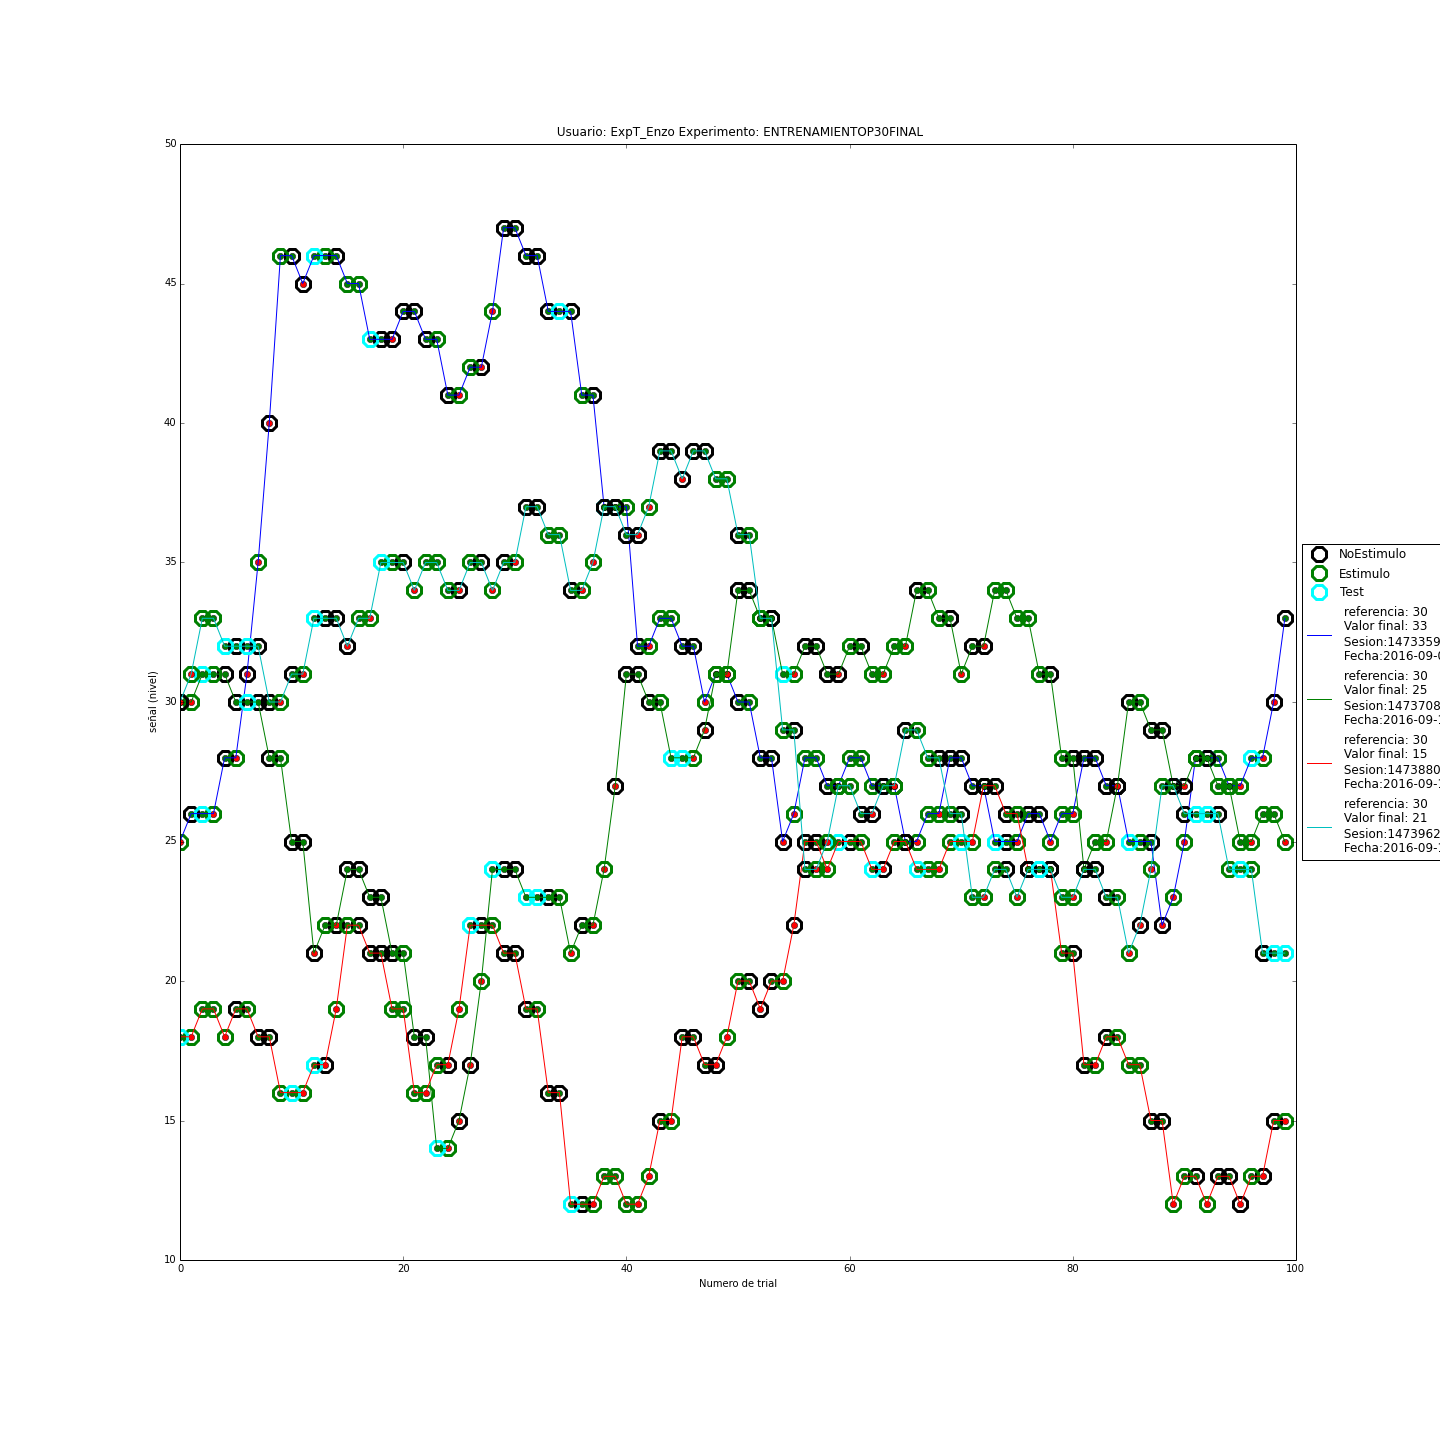 Usuario: ExpT_Enzo Experimento: ENTRENAMIENTOP30FINAL
50
45
40
35
30
25
20
15
10
señal (nivel)
0
20
40
60
80
100
Numero de trial
NoEstimulo
Estimulo
Test
referencia: 30
Valor final: 33
Sesion:1473359
Fecha:2016-09-0
referencia: 30
Valor final: 25
Sesion:1473708
Fecha:2016-09-1
referencia: 30
Valor final: 15
Sesion:1473880
Fecha:2016-09-1
referencia: 30
Valor final: 21
Sesion:1473962
Fecha:2016-09-1